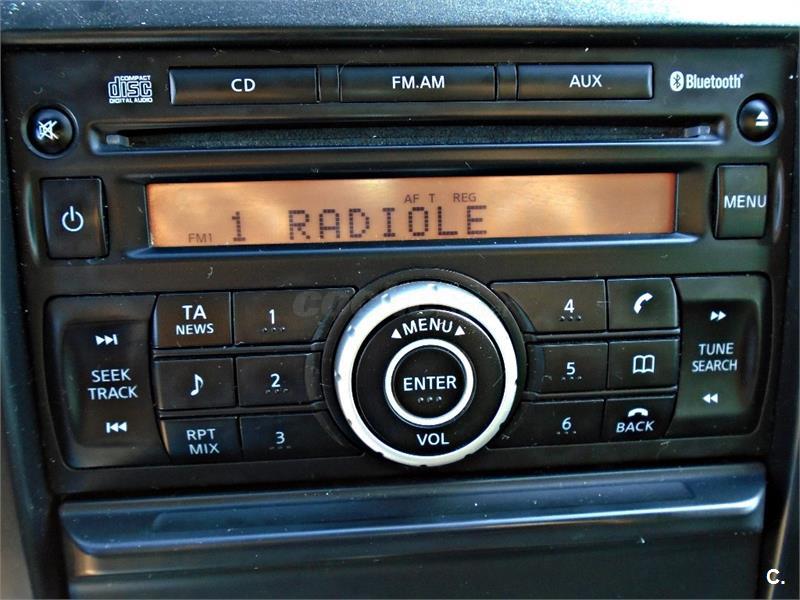 COMPACT
disc
DIGITAL AUDIO
CD
FM.AM
AUX
Bluetooth®
AF T REG
FM1 1 RADIOLE
MENU
SEEK
TRACK
TA
NEWS
1
2
RPT
MIX
3
MENU
ENTER
VOL
4
5
6
BACK
TUNE
SEARCH
C.